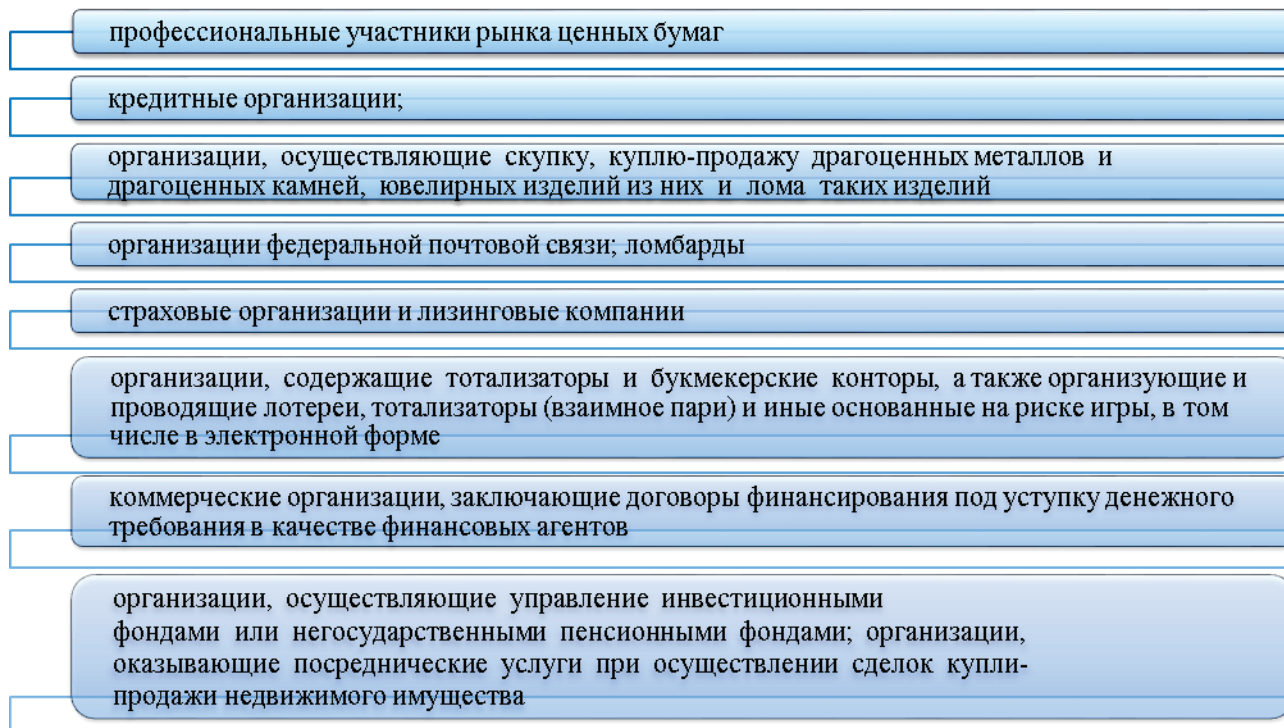 профессиональные участники рынка ценных бумаг
кредитные организации;
организации, осуществляющие скупку, куплю-продажу драгоценных металлов и
драгоценных камней, ювелирных изделий из них и лома таких изделий
организации федеральной почтовой связи; ломбарды
страховые организации и лизинговые компании
организации, содержащие тотализаторы и букмекерские конторы, а также организующие и
проводящие лотереи, тотализаторы (взаимное пари) и иные основанные на риске игры, в том
числе в электронной форме
коммерческие организации, заключающие договоры финансирования под уступку денежного
требования в качестве финансовых агентов
организации, осуществляющие управление инвестиционными
фондами или негосударственными пенсионными фондами; организации,
оказывающие посреднические услуги при осуществлении сделок купли-
продажи недвижимого имущества